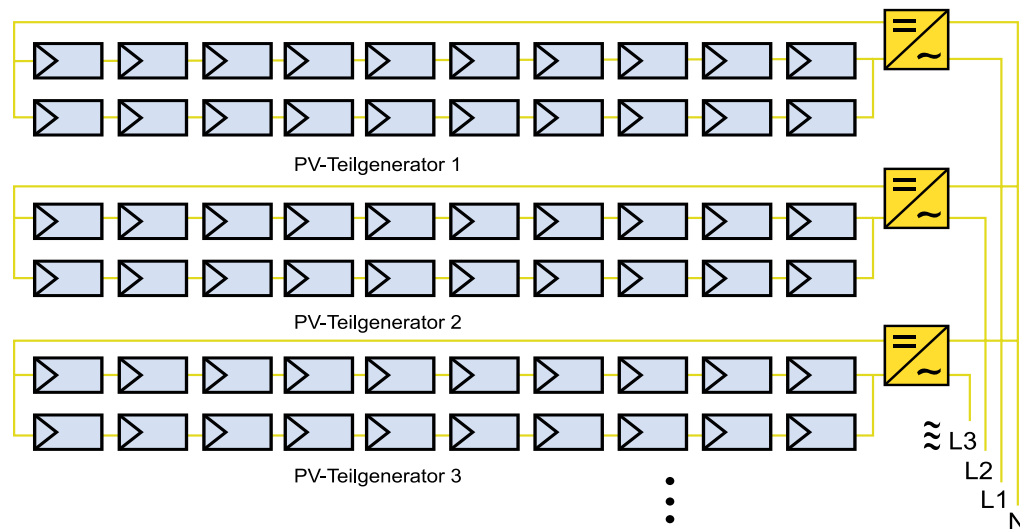 PV-Teilgenerator 1
PV-Teilgenerator 2
PV-Teilgenerator 3
L3
L2
L1
N